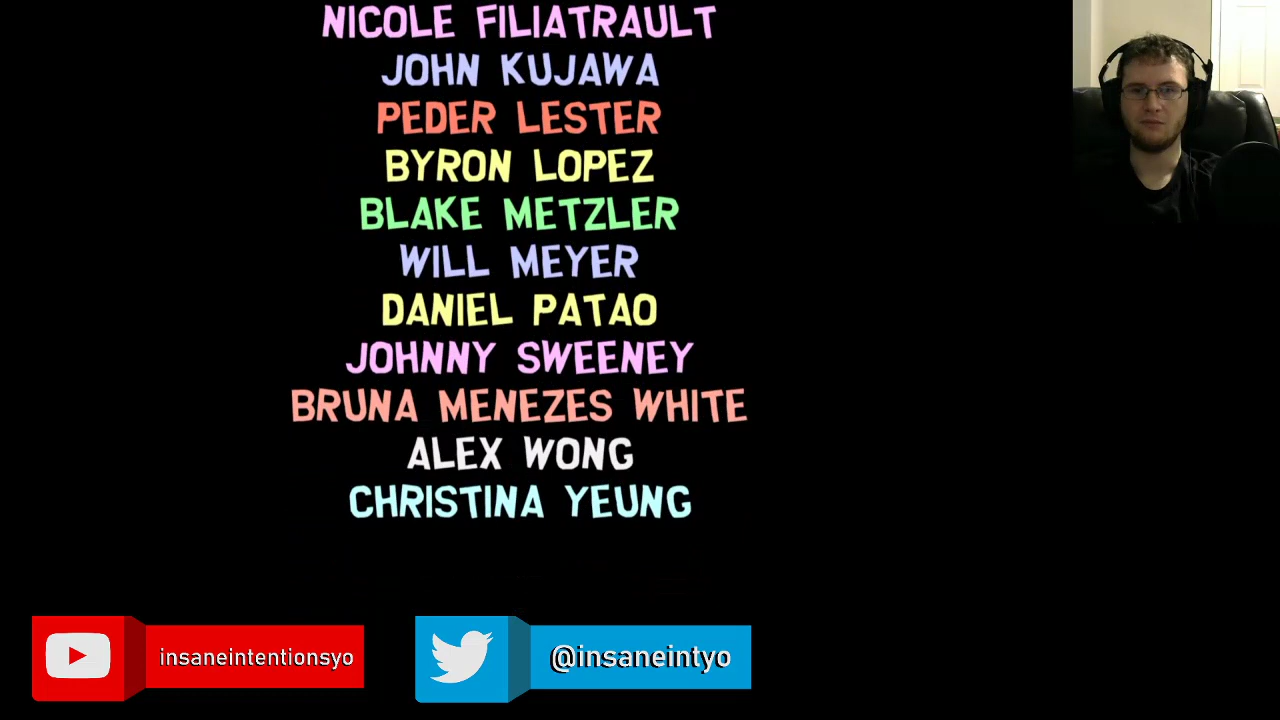 NICOLE FILIATRAULT
JOHN KUJAWA
PEDER LESTER
BYRON LOPEZ
BLAKE METZLER
WILL MEYER
DANIEL PATAO
JOHNNY SWEENEY
BRUNA MENEZES WHITE
ALEX WONG
CHRISTINA YEUNG
insaneintentionsyo
@insaneintyo